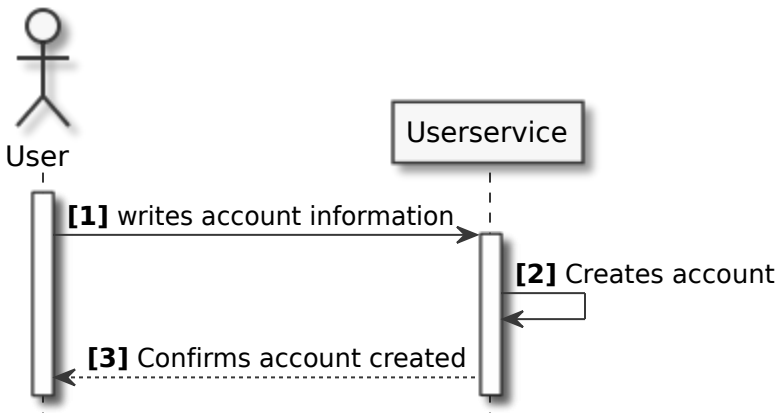 User
Userservice
[1] writes account information
[2] Creates account
[3] Confirms account created